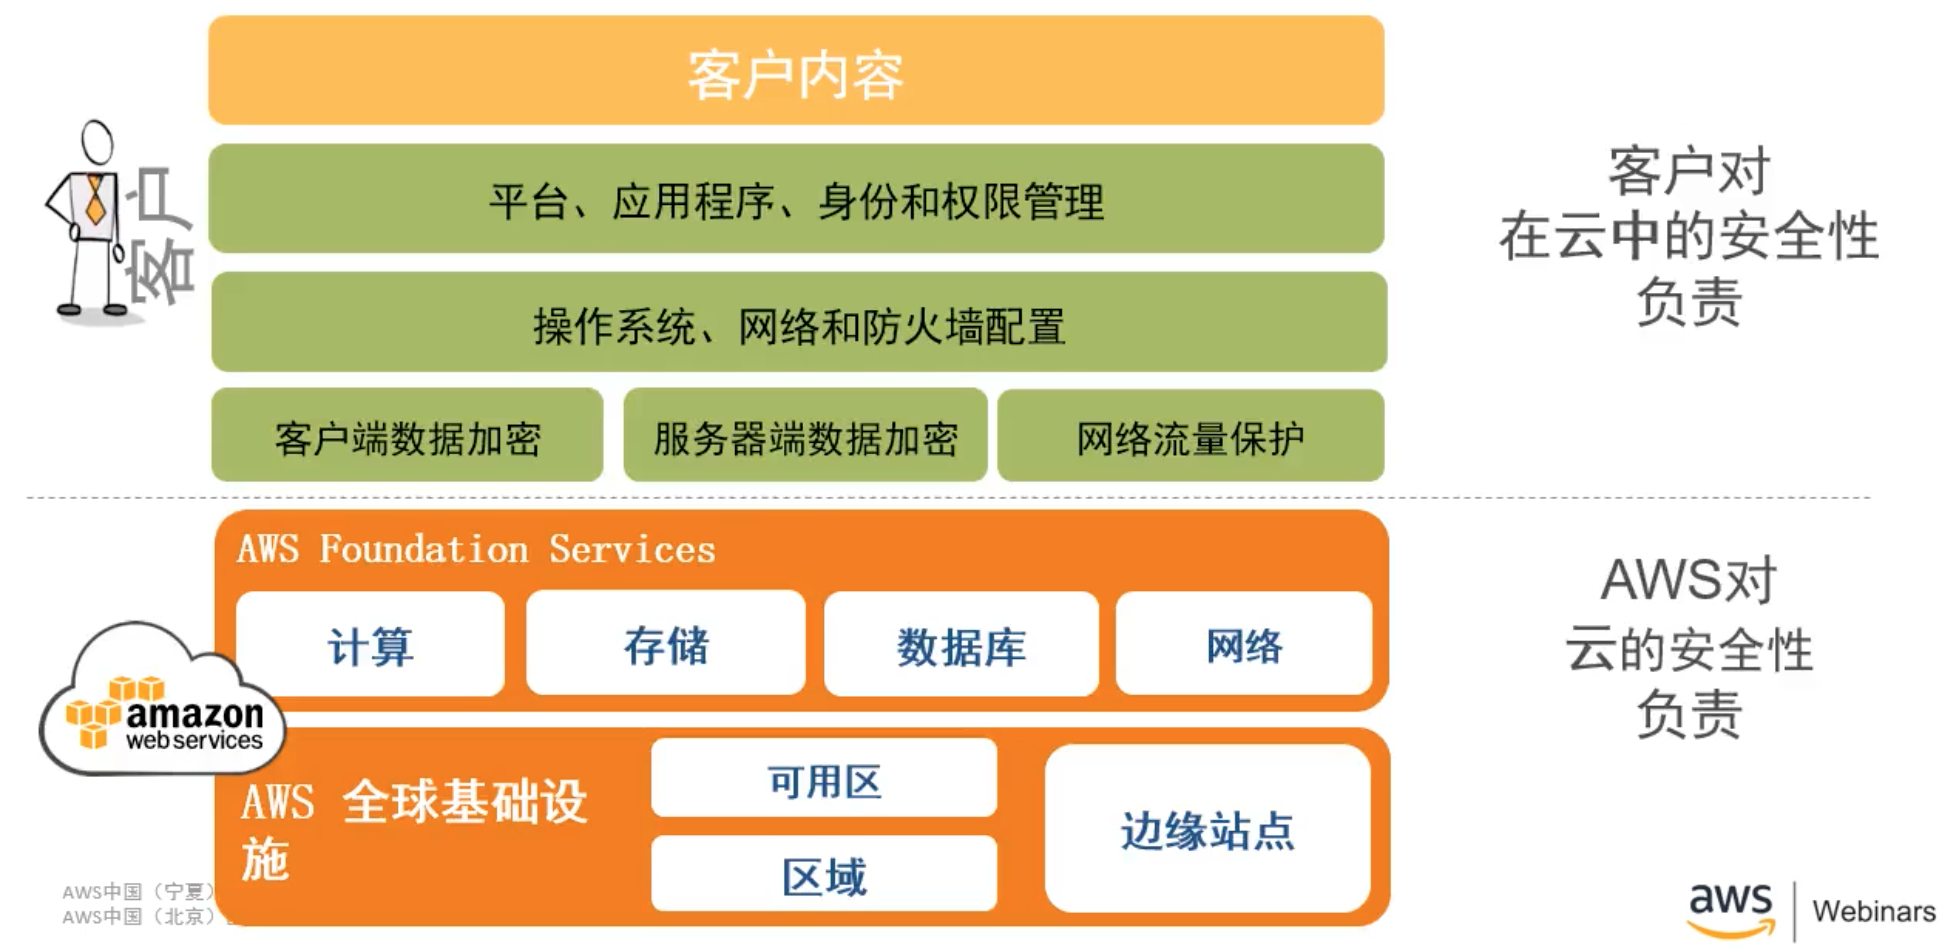 客户内容
客户
平台、应用程序、身份和权限管理
操作系统、网络和防火墙配置
客户端数据加密
服务器端数据加密
网络流量保护
客户对
在云中的安全性
负责
AWS Foundation Services
计算
存储
数据库
网络
amazon
webservices
AWS 全球基础设
施
可用区
区域
边缘站点
AWS对
云的安全性
负责
AWS中国（宁夏）
AWS中国（北京）
aws
Webinars